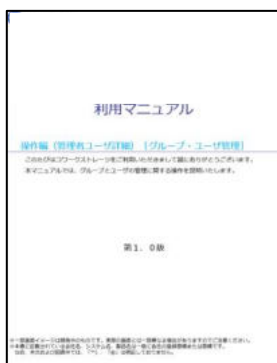 利用マニュアル
操作編（管理者ユーザ詳細）［グループ・ユーザ管理］
このたびはコワークストレージをご利用いただきまして誠にありがとうございます。
本マニュアルでは、グループとユーザの管理に関する操作を説明いたします。
第1．0版